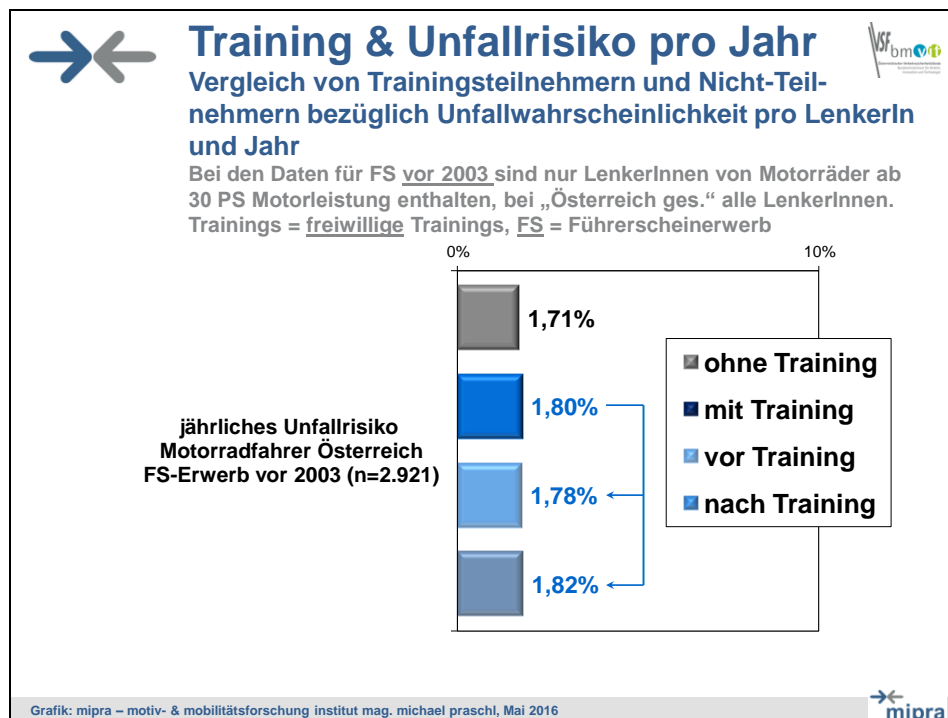 Training & Unfallrisiko pro Jahr
Vergleich von Trainingsteilnehmern und Nicht-Teil-
nehmern bezüglich Unfallwahrscheinlichkeit pro LenkerIn
und Jahr
Bei den Daten für FS vor 2003 sind nur LenkerInnen von Motorräder ab
30 PS Motorleistung enthalten, bei „Österreich ges.“ alle LenkerInnen.
Trainings = freiwillige Trainings, FS = Führerscheinerwerb
VSF
bmvit
0%
10%
1,71%
1,80%
1,78%
1,82%
jährliches Unfallrisiko
Motorradfahrer Österreich
FS-Erwerb vor 2003 (n=2.921)
ohne Training
mit Training
vor Training
nach Training
Grafik: mipra – motiv- & mobilitätsforschung institut mag. michael praschl, Mai 2016
mipra